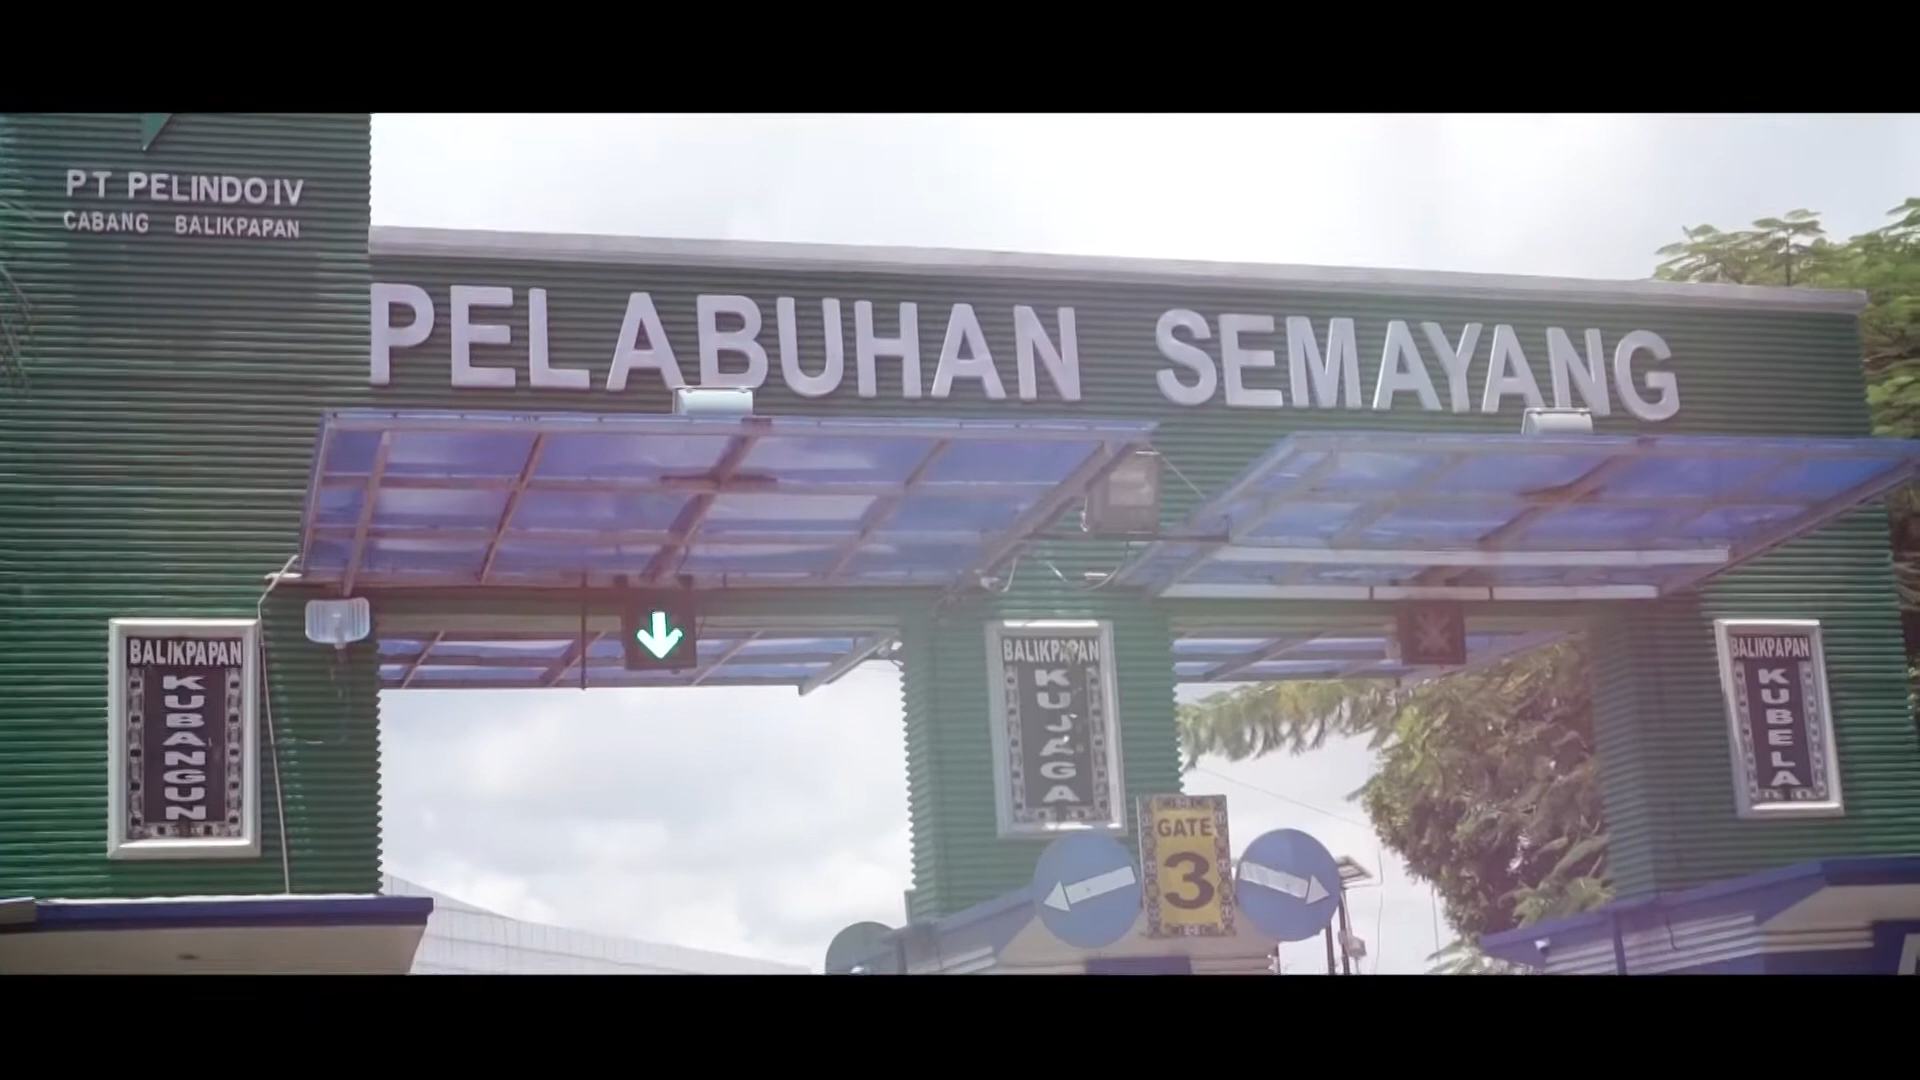 PT PELINDO IV
CABANG BALIKPAPAN
PELABUHAN SEMAYANG
BALIKPAPAN
KUBANGUN
BALIKPAPAN
KUJAGA
BALIKPAPAN
KUBELA
GATE
3